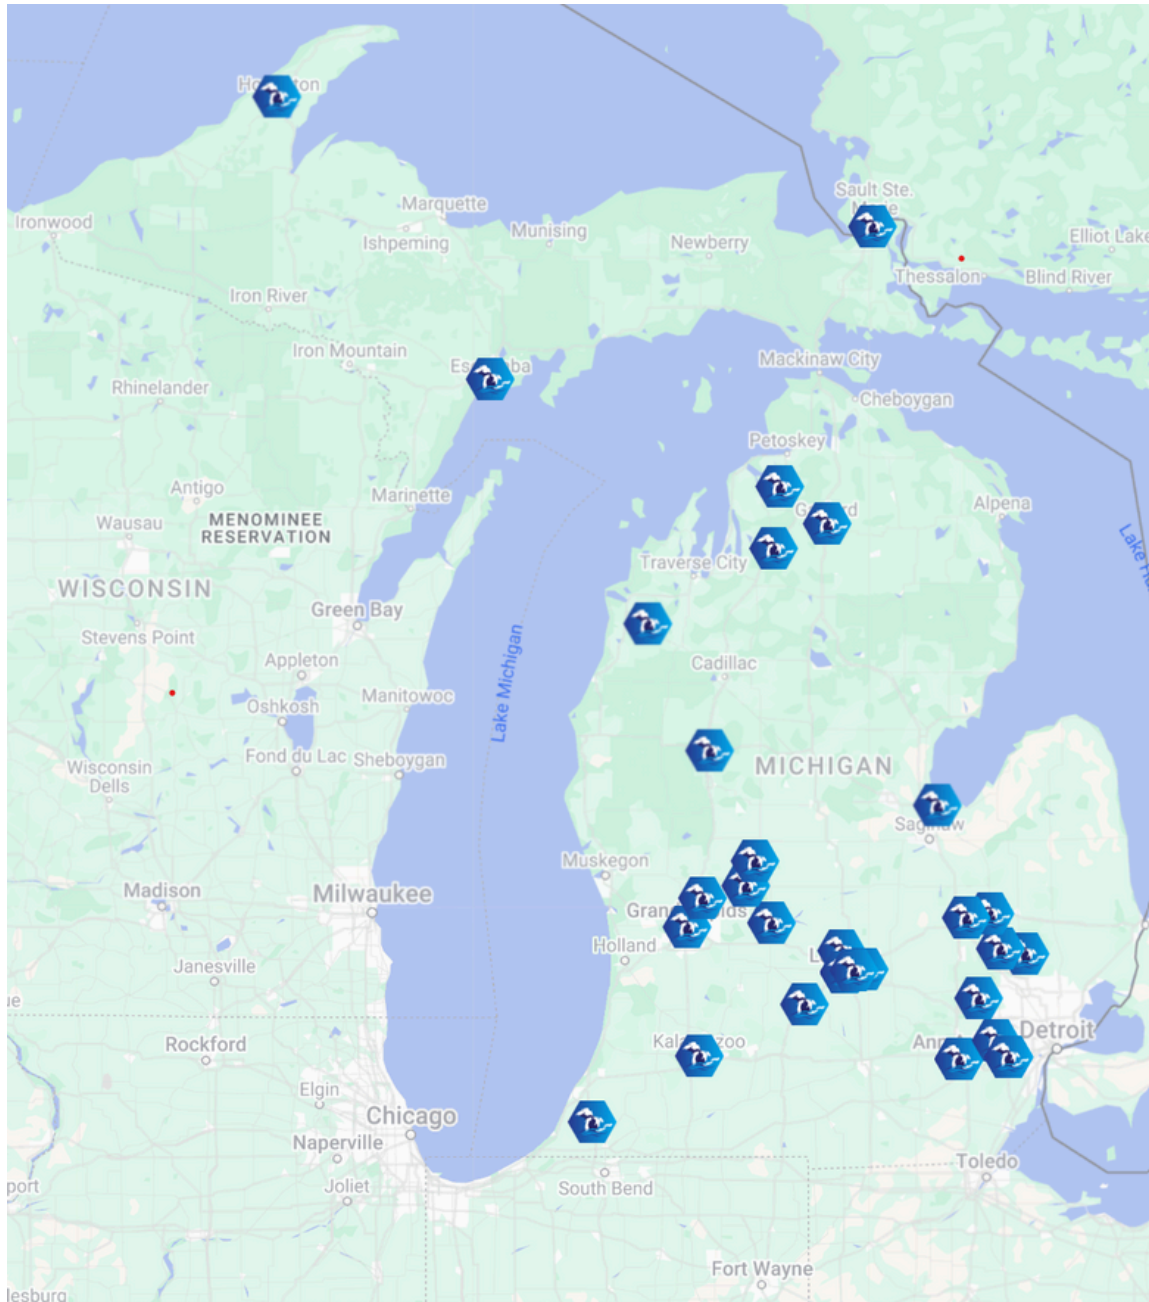 Marquette
Sault Ste.
Ironwood
Ishpeming
Munising
Newberry
Elliot Lake
Thessalon
Blind River
Iron River
Iron Mountain
Mackinaw City
Rhinelander
Cheboygan
Petoskey
Antigo
Marinette
Alpena
Wausau
MENOMINEE
RESERVATION
Traverse City
WISCONSIN
Green Bay
Stevens Point
Appleton
Cadillac
Lake Michigan
Manitowoc
Oshkosh
Fond du Lac
Sheboygan
Wisconsin
Dells
MICHIGAN
Saginaw
Muskegon
Madison
Milwaukee
Holland
Janesville
Rockford
Detroit
Elgin
Chicago
Naperville
Toledo
Joliet
South Bend
Fort Wayne